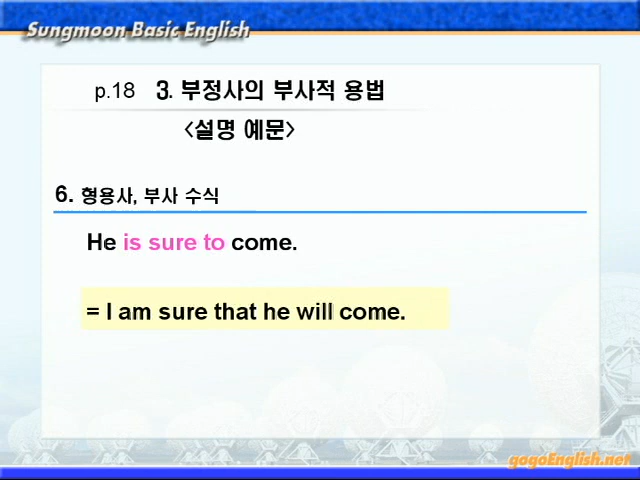 Sungmoon Basic English
p.18 3. 부정사의 부사적 용법
<설명 예문>
6. 형용사, 부사 수식
He is sure to come.
= I am sure that he will come.
gogoEnglish.net